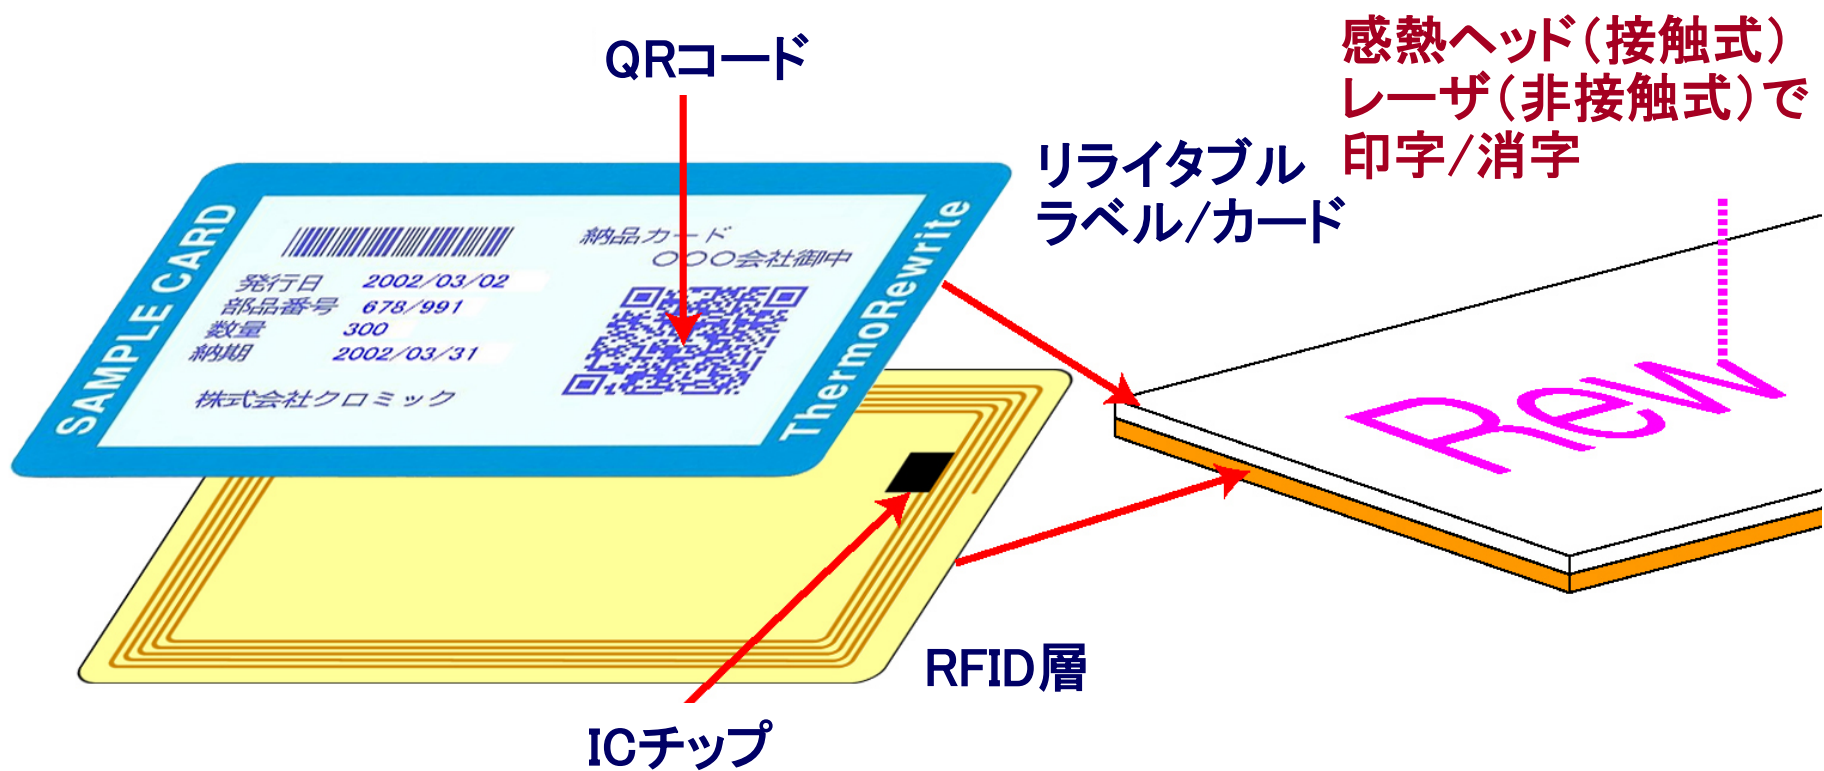 QRコード
感熱ヘッド(接触式)
レーザ(非接触式)で
印字/消字
リライタブル
ラベル/カード
SAMPLE CARD
納品カード
○○○会社御中
発行日 2002/03/02
部品番号 678/991
数量 300
納期 2002/03/31
株式会社クロミック
ThermoRewrite
Rew
RFID層
ICチップ